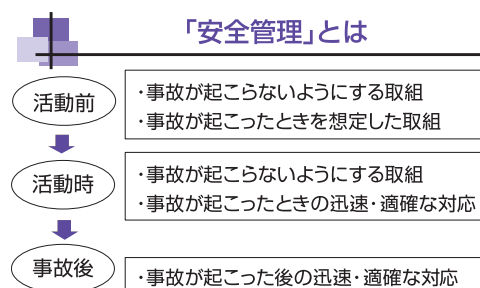 「安全管理」とは
活動前
・事故が起こらないようにする取組
・事故が起こったときを想定した取組
活動時
・事故が起こらないようにする取組
・事故が起こったときの迅速・適確な対応
事故後
・事故が起こった後の迅速・適確な対応